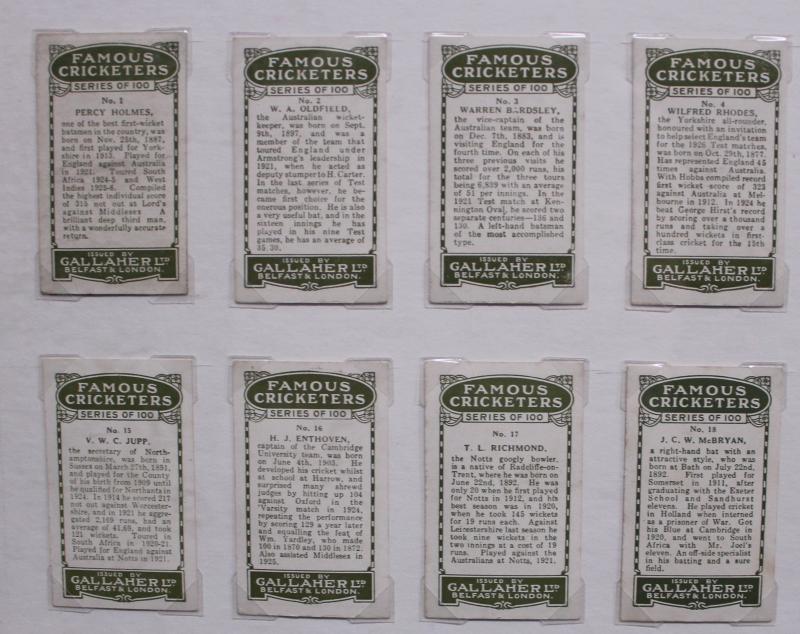 FAMOUS
CRICKETERS
SERIES OF 100
No. 1
PERCY HOLMES,
one of the best first-wicket
batsmen in the country, was
born on Nov. 25th, 1887,
and first played for York-
shire in 1913. Played for
England against Australia
in 1921. Toured South
Africa 1924-5 and West
Indies 1925-6. Compiled
the highest individual score
of 315 not out at Lord's
against Middlesex A
brilliant deep third man,
with a wonderfully accurate
return.
ISSUED BY
GALLAHER LTD
BELFAST & LONDON.
FAMOUS
CRICKETERS
SERIES OF 100
No. 2
W. A. OLDFIELD,
the Australian wicket-
keeper, was born on Sept.
9th, 1897, and was a
member of the team that
toured England under
Armstrong's leadership in
1921, when he acted as
deputy stumper to H. Carter.
In the last series of Test
matches, however, he be-
came first choice for the
onerous position. He is also
a very useful bat, and in the
sixteen innings he has
played in his nine Test
games, he has an average of
35.30.
ISSUED BY
GALLAHER LTD
BELFAST & LONDON.
FAMOUS
CRICKETERS
SERIES OF 100
No. 3
WARREN BARDSLEY,
the vice-captain of the
Australian team, was born
on Dec. 7th, 1883, and is
visiting England for the
fourth time. On each of his
three previous visits he
scored over 2,000 runs, his
total for the three tours
being 6,839 with an average
of 51 per innings. In the
1921 Test match at Ken-
nington Oval, he scored two
separate centuries—136 and
130. A left-hand batsman
of the most accomplished
type.
ISSUED BY
GALLAHER LTD
BELFAST & LONDON.
FAMOUS
CRICKETERS
SERIES OF 100
No. 4
WILFRED RHODES,
the Yorkshire all-rounder,
honoured with an invitation
to help select England's team
for the 1926 Test matches,
was born on Oct. 29th, 1877.
Has represented England 45
times against Australia.
With Hobbs compiled record
first wicket score of 323
against Australia at Mel-
bourne in 1912. In 1924 he
beat George Hirst's record
by scoring over a thousand
runs and taking over a
hundred wickets in first-
class cricket for the 15th
time.
ISSUED BY
GALLAHER LTD
BELFAST & LONDON.
FAMOUS
CRICKETERS
SERIES OF 100
No. 15
V. W. C. JUPP,
the secretary of North-
amptonshire, was born in
Sussex on March 27th, 1891,
and played for the County
of his birth from 1909 until
he qualified for Northants in
1924. In 1914 he scored 217
not out against Worcester-
shire, and in 1921 he aggre-
gated 2,169 runs, had an
average of 41.69, and took
121 wickets. Toured in
South Africa in 1920-21.
Played for England against
Australia at Notts in 1921.
ISSUED BY
GALLAHER LTD
BELFAST & LONDON.
FAMOUS
CRICKETERS
SERIES OF 100
No. 16
H. J. ENTHOVEN,
captain of the Cambridge
University team, was born
on June 4th, 1903. He
developed his cricket whilst
at school at Harrow, and
surprised many shrewd
judges by hitting up 104
against Oxford in the
'Varsity match in 1924,
repeating the performance
by scoring 129 a year later
and equalling the feat of
Wm. Yardley, who made
100 in 1870 and 130 in 1872.
Also assisted Middlesex in
1925.
ISSUED BY
GALLAHER LTD
BELFAST & LONDON.
FAMOUS
CRICKETERS
SERIES OF 100
No. 17
T. L. RICHMOND,
the Notts googly bowler,
is a native of Radcliffe-on-
Trent, where he was born on
June 22nd, 1892. He was
only 20 when he first played
for Notts in 1912, and his
best season was in 1920,
when he took 145 wickets
for 19 runs each. Against
Leicestershire last season he
took nine wickets in the
two innings at a cost of 19
runs. Played against the
Australians at Notts, 1921.
ISSUED BY
GALLAHER LTD
BELFAST & LONDON.
FAMOUS
CRICKETERS
SERIES OF 100
No. 18
J. C. W. McBRYAN,
a right-hand bat with an
attractive style, who was born
at Bath on July 22nd,
1892. First played for
Somerset in 1911, after
graduating with the Exeter
School and Sandhurst
elevens. He played cricket
in Holland when interned
as a prisoner of War. Got
his Blue at Cambridge in
1920, and went to South
Africa with Mr. Joel's
eleven. An off-side specialist
in his batting and a sure
field.
ISSUED BY
GALLAHER LTD
BELFAST & LONDON.